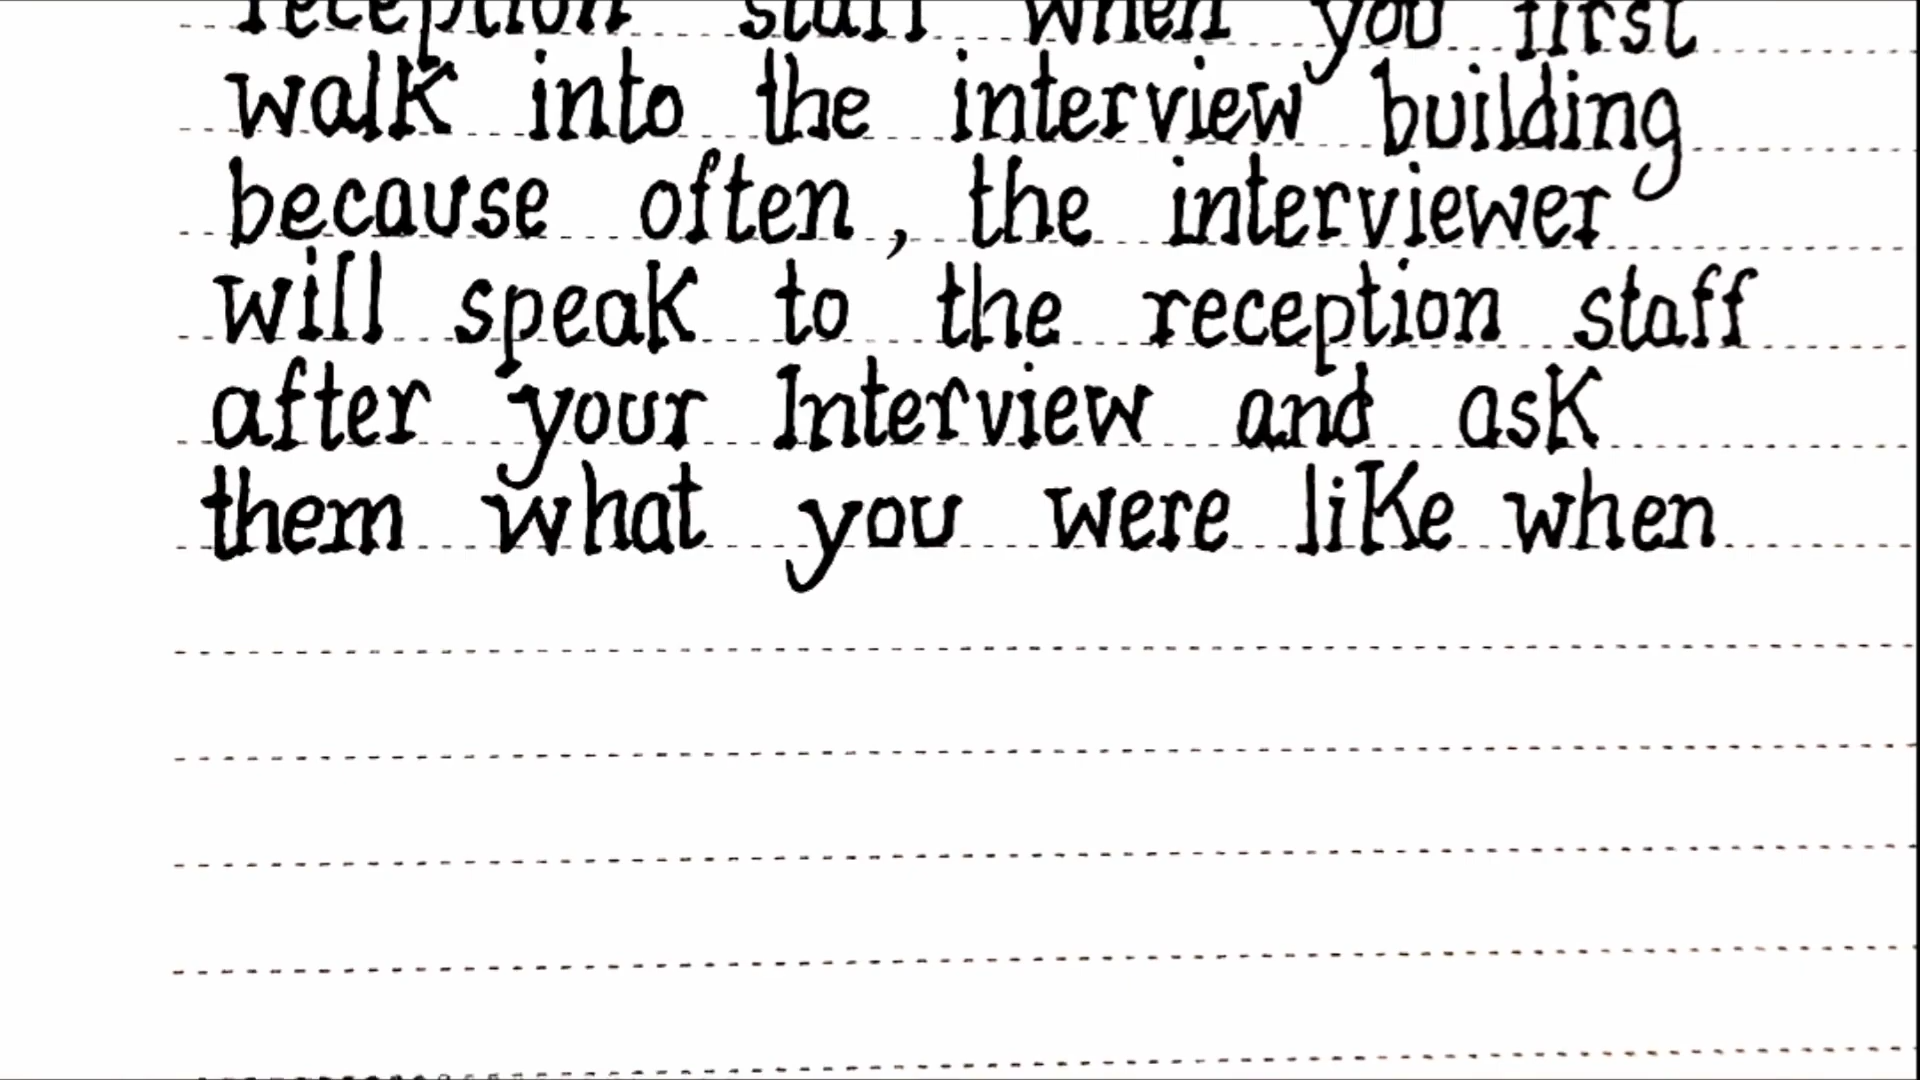 reception staff when you first
walk into the interview building
because often, the interviewer
will speak to the reception staff
after your Interview and ask
them what you were like when